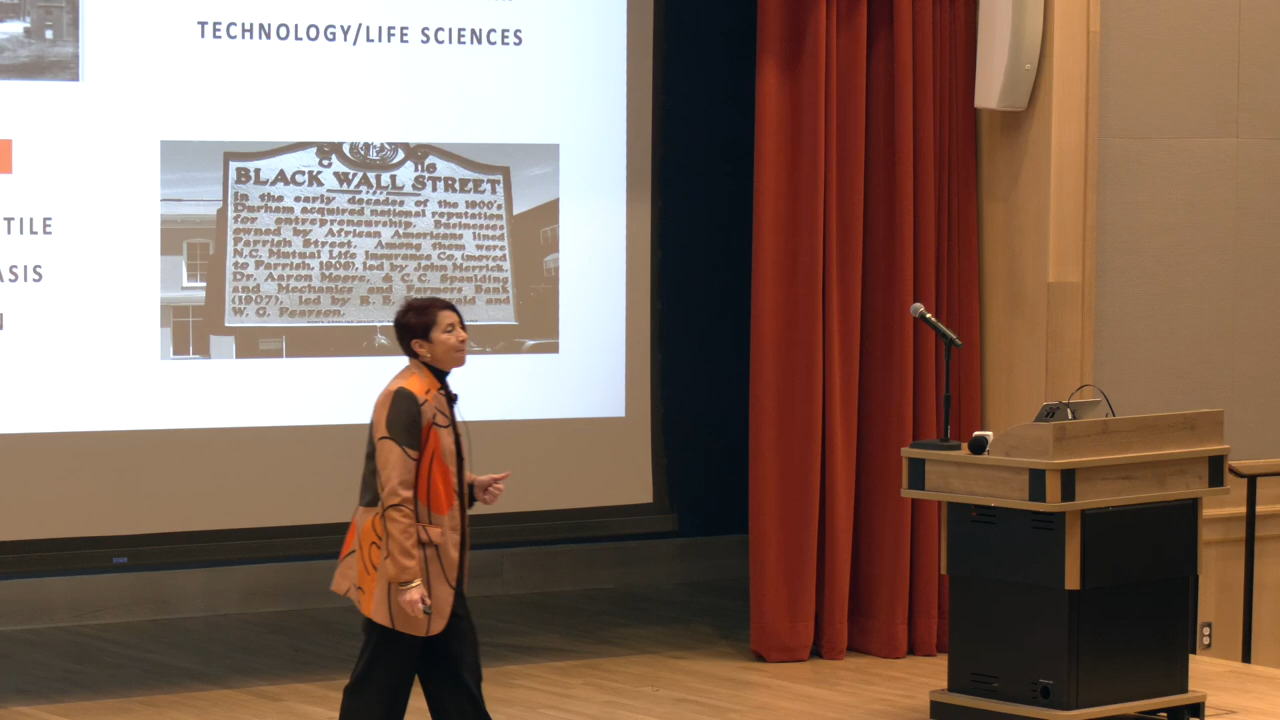 TECHNOLOGY/LIFE SCIENCES
G 116
BLACK WALL STREET
In the early decades of the 1900's
Durham acquired national reputation
for entrepreneurship. Businesses
owned by African Americans lined
Parrish Street. Among them were
N.C. Mutual Life Insurance Co. (moved
to Parrish, 1906), led by John Merrick,
Dr. Aaron Moore, & C.C. Spaulding
and Mechanics and Farmers Bank
(1907), led by R. B. and
W. G. Pearson.
TILE
ASIS
N